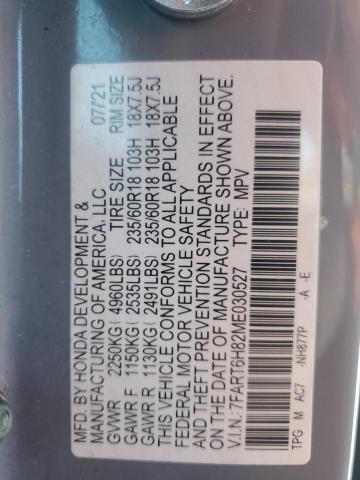 MFD. BY HONDA DEVELOPMENT & 07/21
MANUFACTURING OF AMERICA, LLC
GVWR 2250KG( 4960LBS) TIRE SIZE RIM SIZE
GAWR F 1150KG( 2535LBS) 235/60R18 103H 18X7.5J
GAWR R 1130KG( 2491LBS) 235/60R18 103H 18X7.5J
THIS VEHICLE CONFORMS TO ALL APPLICABLE
FEDERAL MOTOR VEHICLE SAFETY
AND THEFT PREVENTION STANDARDS IN EFFECT
ON THE DATE OF MANUFACTURE SHOWN ABOVE.
V.I.N.: 7FART6H82ME030527 TYPE: MPV
TPG M AC7 -NH877P -A -E